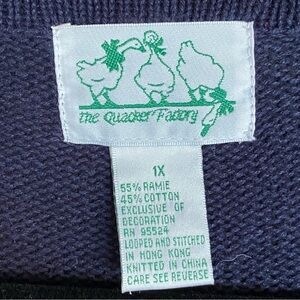 the Quacker Factory
1X
55% RAMIE
45% COTTON
EXCLUSIVE OF
DECORATION
RN 95524
LOOPED AND STITCHED
IN HONG KONG
KNITTED IN CHINA
CARE SEE REVERSE